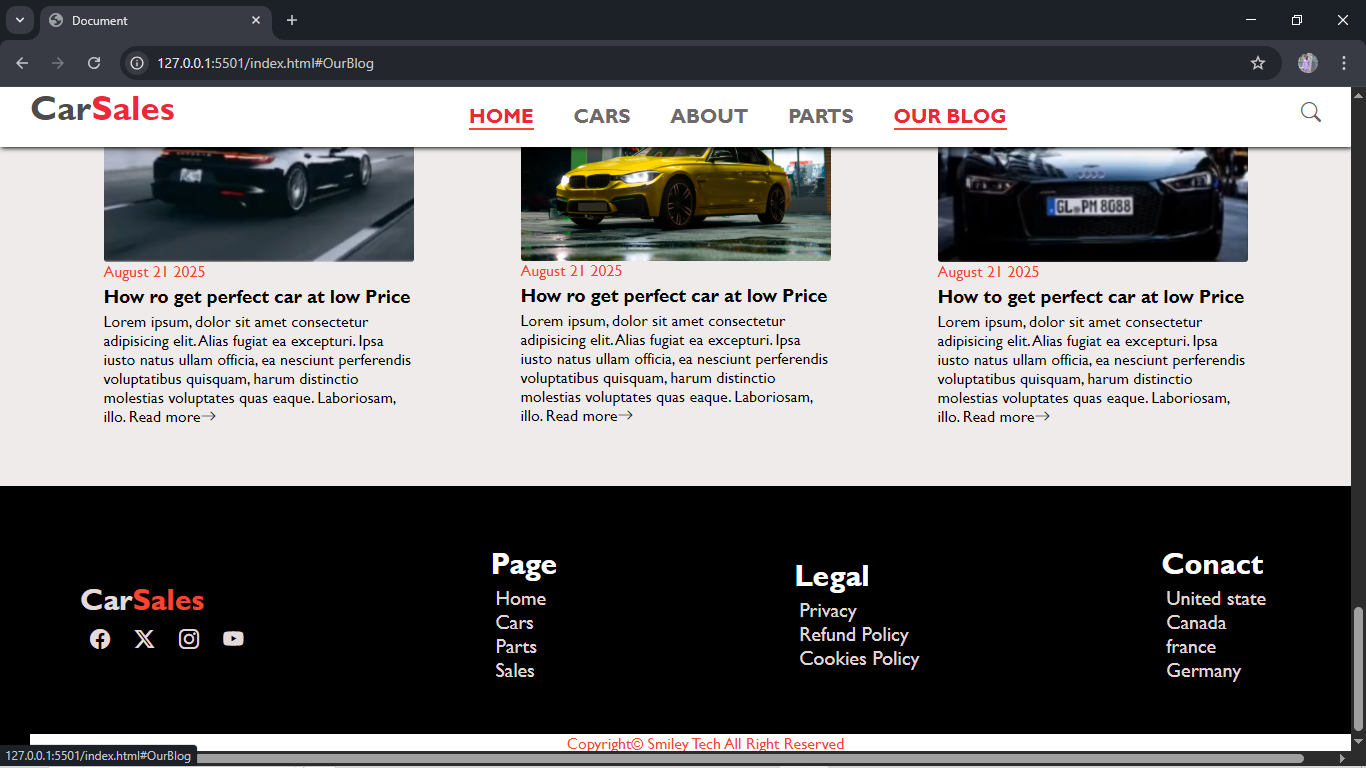 Document
127.0.0.1:5501/index.html#OurBlog
CarSales
HOME CARS ABOUT PARTS OUR BLOG
GL PM 8088
August 21 2025
How ro get perfect car at low Price
Lorem ipsum, dolor sit amet consectetur
adipisicing elit. Alias fugiat ea excepturi. Ipsa
iusto natus ullam officia, ea nesciunt perferendis
voluptatibus quisquam, harum distinctio
molestias voluptates quas eaque. Laboriosam,
illo. Read more→
August 21 2025
How ro get perfect car at low Price
Lorem ipsum, dolor sit amet consectetur
adipisicing elit. Alias fugiat ea excepturi. Ipsa
iusto natus ullam officia, ea nesciunt perferendis
voluptatibus quisquam, harum distinctio
molestias voluptates quas eaque. Laboriosam,
illo. Read more→
August 21 2025
How to get perfect car at low Price
Lorem ipsum, dolor sit amet consectetur
adipisicing elit. Alias fugiat ea excepturi. Ipsa
iusto natus ullam officia, ea nesciunt perferendis
voluptatibus quisquam, harum distinctio
molestias voluptates quas eaque. Laboriosam,
illo. Read more→
CarSales
Page
Home
Cars
Parts
Sales
Legal
Privacy
Refund Policy
Cookies Policy
Conact
United state
Canada
france
Germany
Copyright© Smiley Tech All Right Reserved
127.0.0.1:5501/index.html#OurBlog